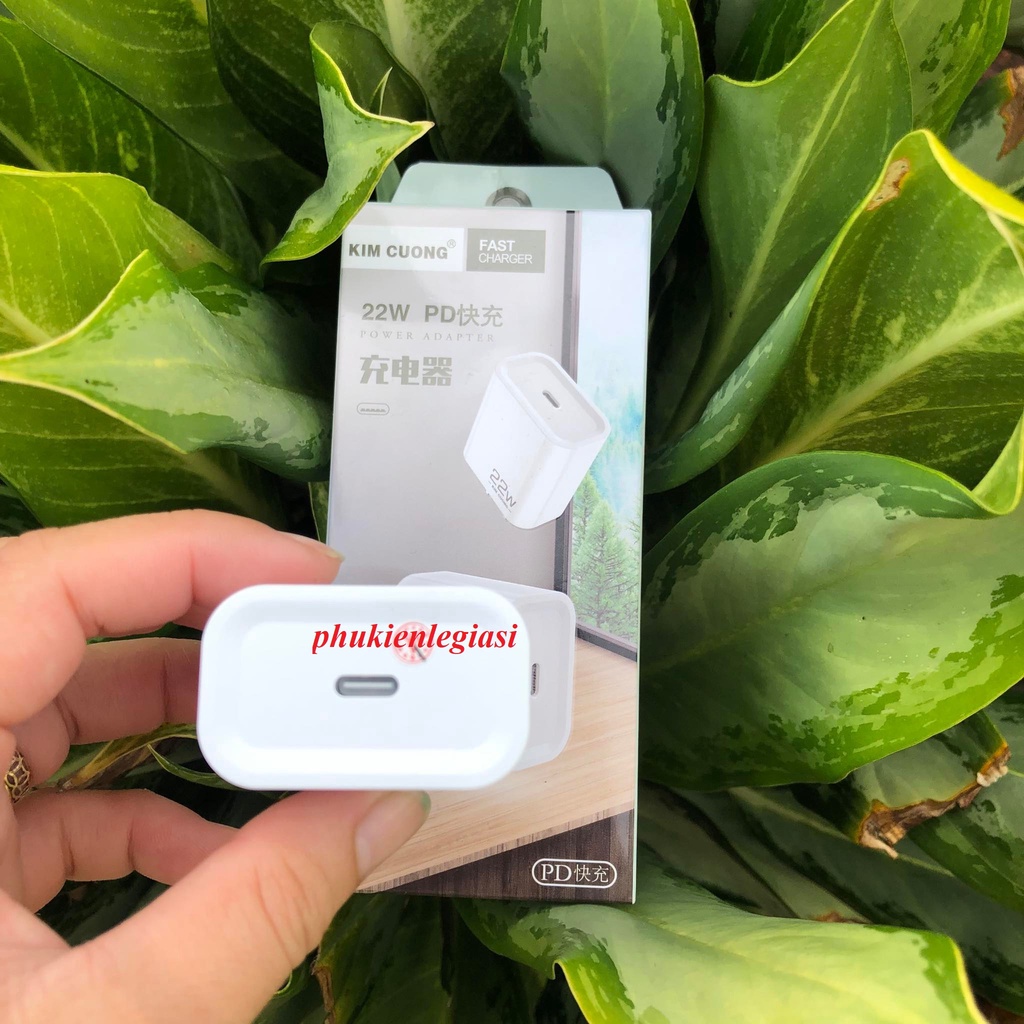 KIM CUONG®
FAST
CHARGER
22W PD快充
POWER ADAPTER
充电器
22W
phukienlegiasi
PD快充